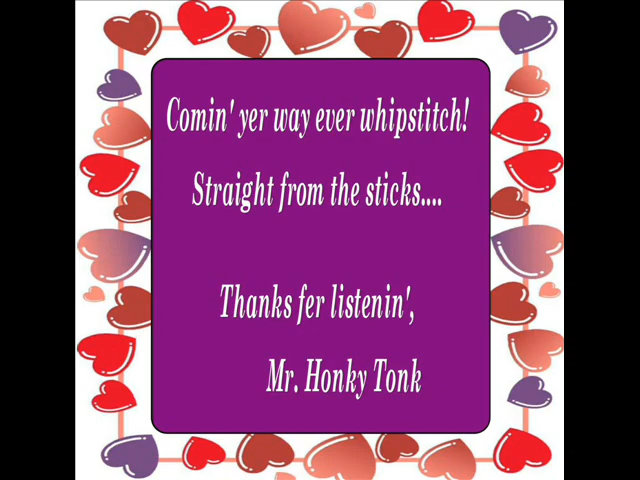 Comin' yer way ever whipstitch!
Straight from the sticks....
Thanks fer listenin',
Mr. Honky Tonk